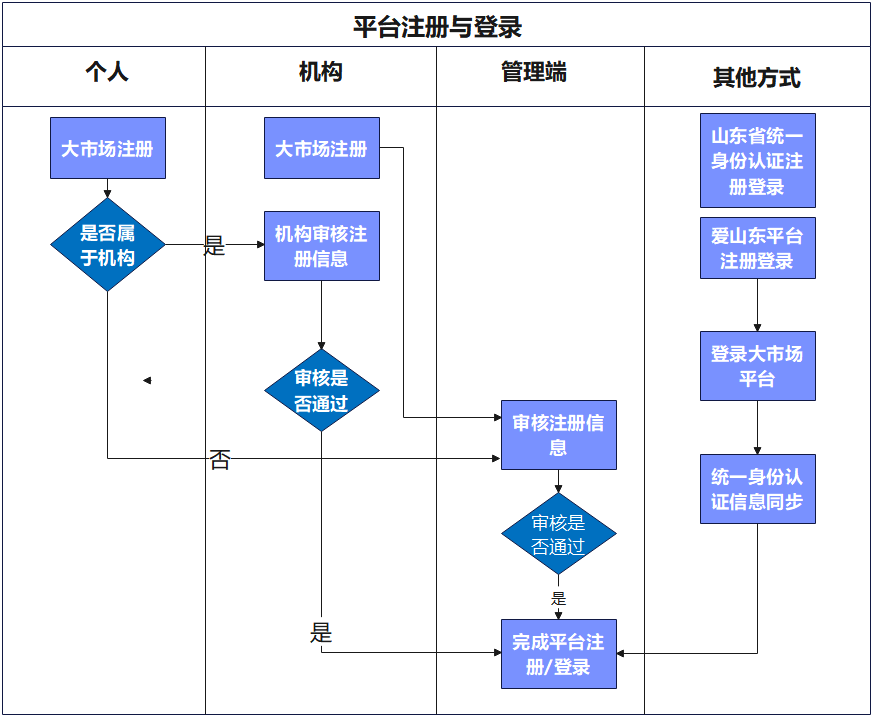 平台注册与登录
个人
机构
管理端
其他方式
大市场注册
是否属
于机构
是
否
大市场注册
机构审核注
册信息
审核是
否通过
是
审核注册信
息
审核是
否通过
是
完成平台注
册/登录
山东省统一
身份认证注
册登录
爱山东平台
注册登录
登录大市场
平台
统一身份认
证信息同步